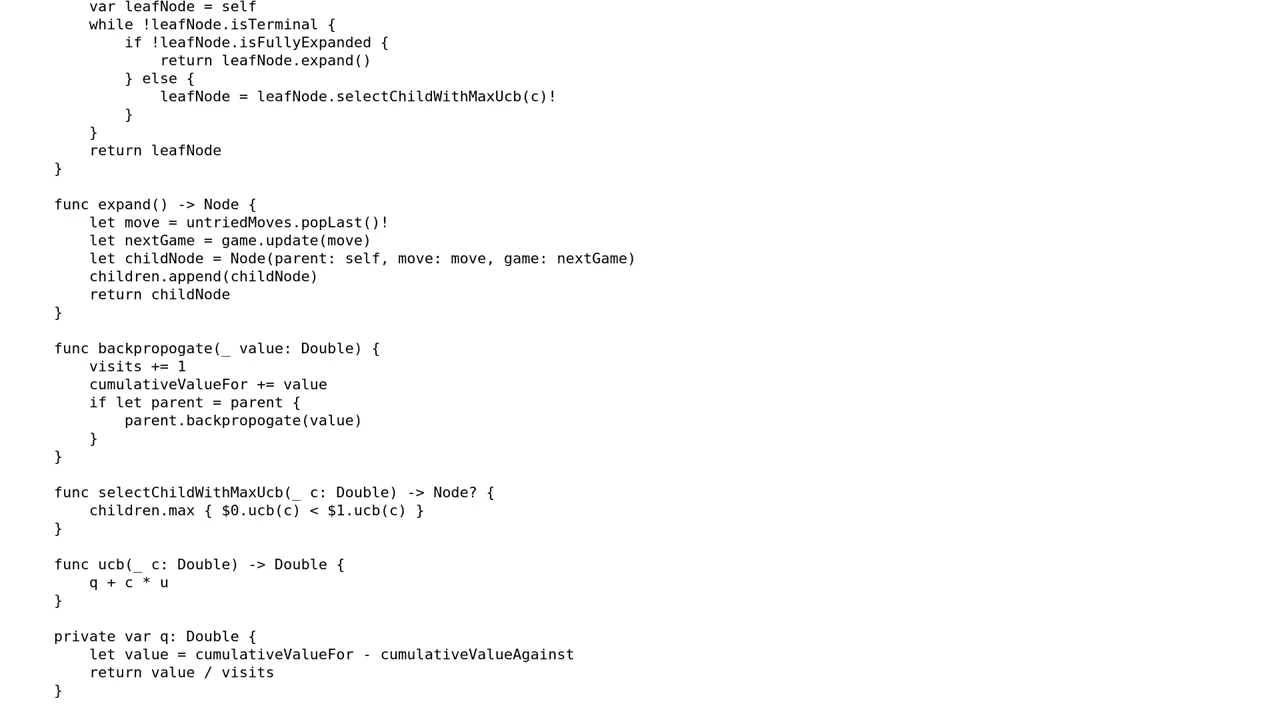 var leafNode = self
while !leafNode.isTerminal {
if !leafNode.isFullyExpanded {
return leafNode.expand()
} else {
leafNode = leafNode.selectChildWithMaxUcb(c)!
}
}
return leafNode
}
func expand() -> Node {
let move = untriedMoves.popLast()!
let nextGame = game.update(move)
let childNode = Node(parent: self, move: move, game: nextGame)
children.append(childNode)
return childNode
}
func backpropogate(_ value: Double) {
visits += 1
cumulativeValueFor += value
if let parent = parent {
parent.backpropogate(value)
}
}
func selectChildWithMaxUcb(_ c: Double) -> Node? {
children.max { $0.ucb(c) < $1.ucb(c) }
}
func ucb(_ c: Double) -> Double {
q + c * u
}
private var q: Double {
let value = cumulativeValueFor - cumulativeValueAgainst
return value / visits
}